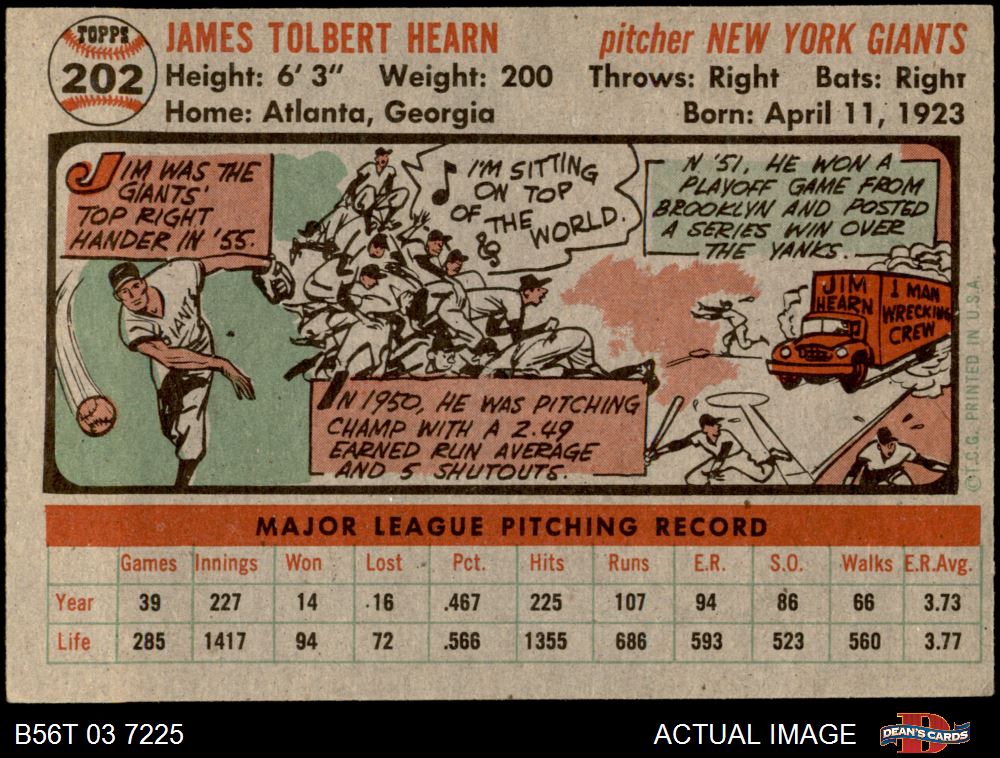 TOPPS
202
JAMES TOLBERT HEARN
pitcher NEW YORK GIANTS
Height: 6' 3" Weight: 200 Throws: Right Bats: Right
Home: Atlanta, Georgia Born: April 11, 1923
JIM WAS THE
GIANTS'
TOP RIGHT
HANDER IN '55.
GIANTS
I'M SITTING
ON TOP
OF THE
WORLD.
IN 1950, HE WAS PITCHING
CHAMP WITH A 2.49
EARNED RUN AVERAGE
AND 5 SHUTOUTS.
N '51, HE WON A
PLAYOFF GAME FROM
BROOKLYN AND POSTED
A SERIES WIN OVER
THE YANKS.
JIM
HEARN
1 MAN
WRECKING
CREW
©T.C.G. PRINTED IN U.S.A.
MAJOR LEAGUE PITCHING RECORD
Games Innings Won Lost Pct. Hits Runs E.R. S.O. Walks E.R.Avg.
Year 39 227 14 16 .467 225 107 94 86 66 3.73
Life 285 1417 94 72 .566 1355 686 593 523 560 3.77
B56T 03 7225 ACTUAL IMAGE
D
DEAN'S CARDS